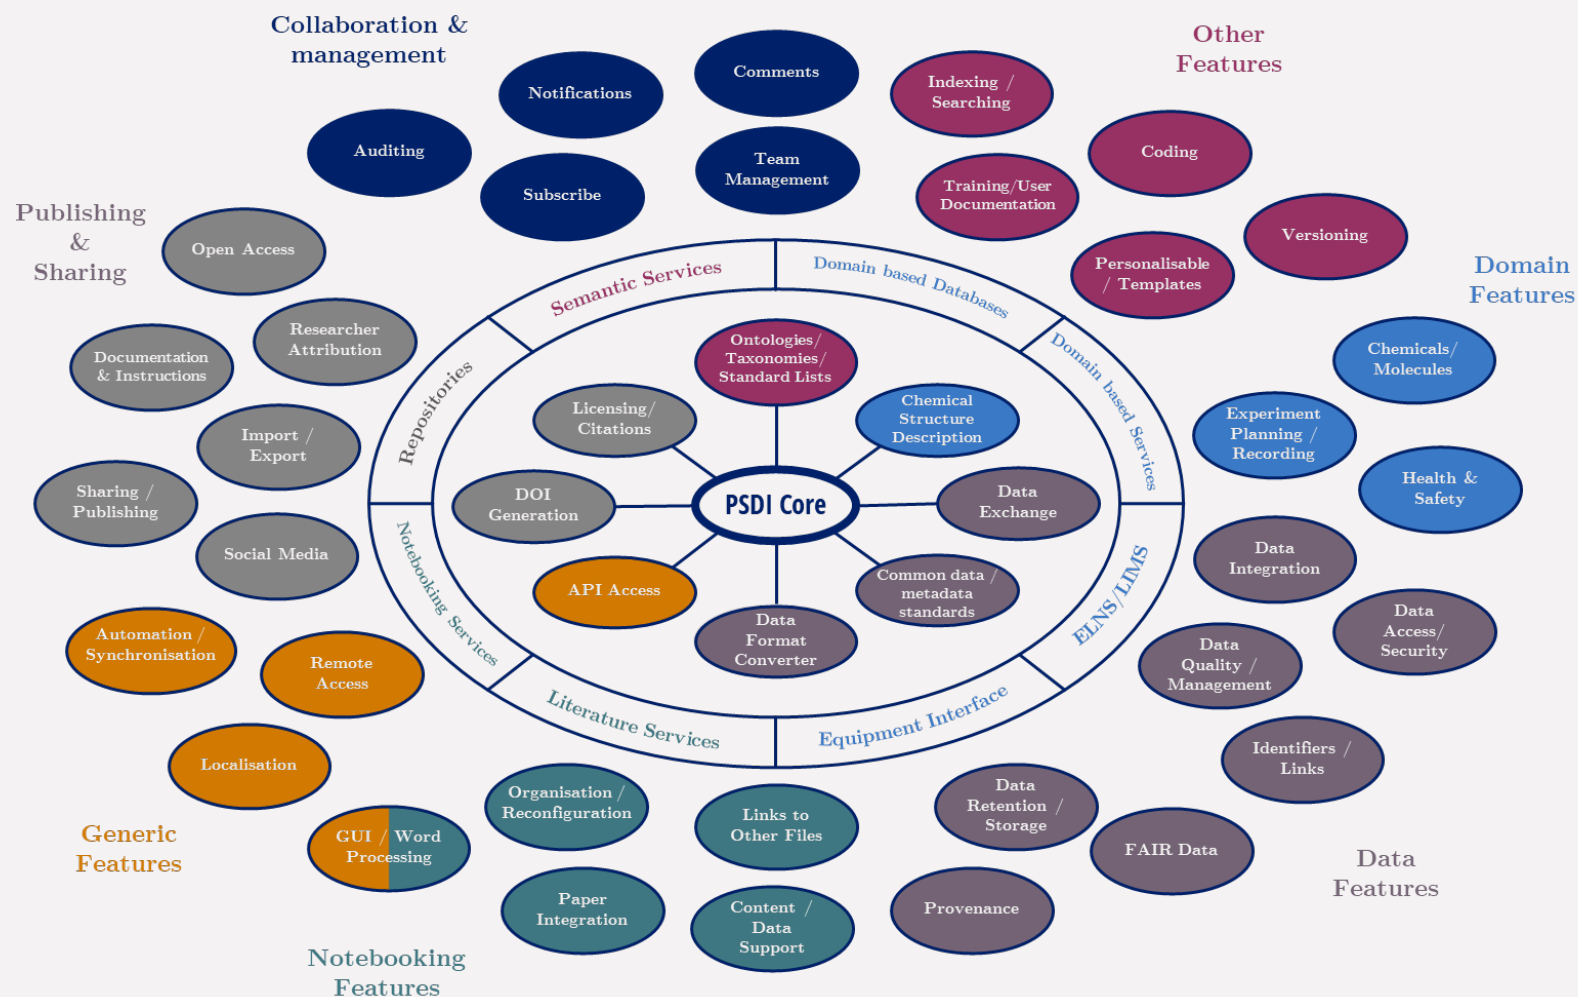 Collaboration &
management
Notifications
Comments
Auditing
Subscribe
Team
Management
Other
Features
Indexing /
Searching
Coding
Training/User
Documentation
Versioning
Personalisable
/ Templates
Publishing
&
Sharing
Open Access
Researcher
Attribution
Documentation
& Instructions
Import /
Export
Sharing /
Publishing
Social Media
Domain
Features
Chemicals/
Molecules
Experiment
Planning /
Recording
Health &
Safety
Semantic Services
Domain based Databases
Domain based Services
ELNS/LIMS
Equipment Interface
Literature Services
Notebooking Services
Repositories
Ontologies/
Taxonomies/
Standard Lists
Licensing/
Citations
Chemical
Structure
Description
DOI
Generation
PSDI Core
Data
Exchange
API Access
Common data /
metadata
standards
Data
Format
Converter
Data
Integration
Data
Access/
Security
Data
Quality /
Management
Identifiers /
Links
Data
Retention /
Storage
FAIR Data
Provenance
Data
Features
Automation /
Synchronisation
Remote
Access
Localisation
Generic
Features
GUI / Word
Processing
Organisation /
Reconfiguration
Links to
Other Files
Paper
Integration
Content /
Data
Support
Notebooking
Features